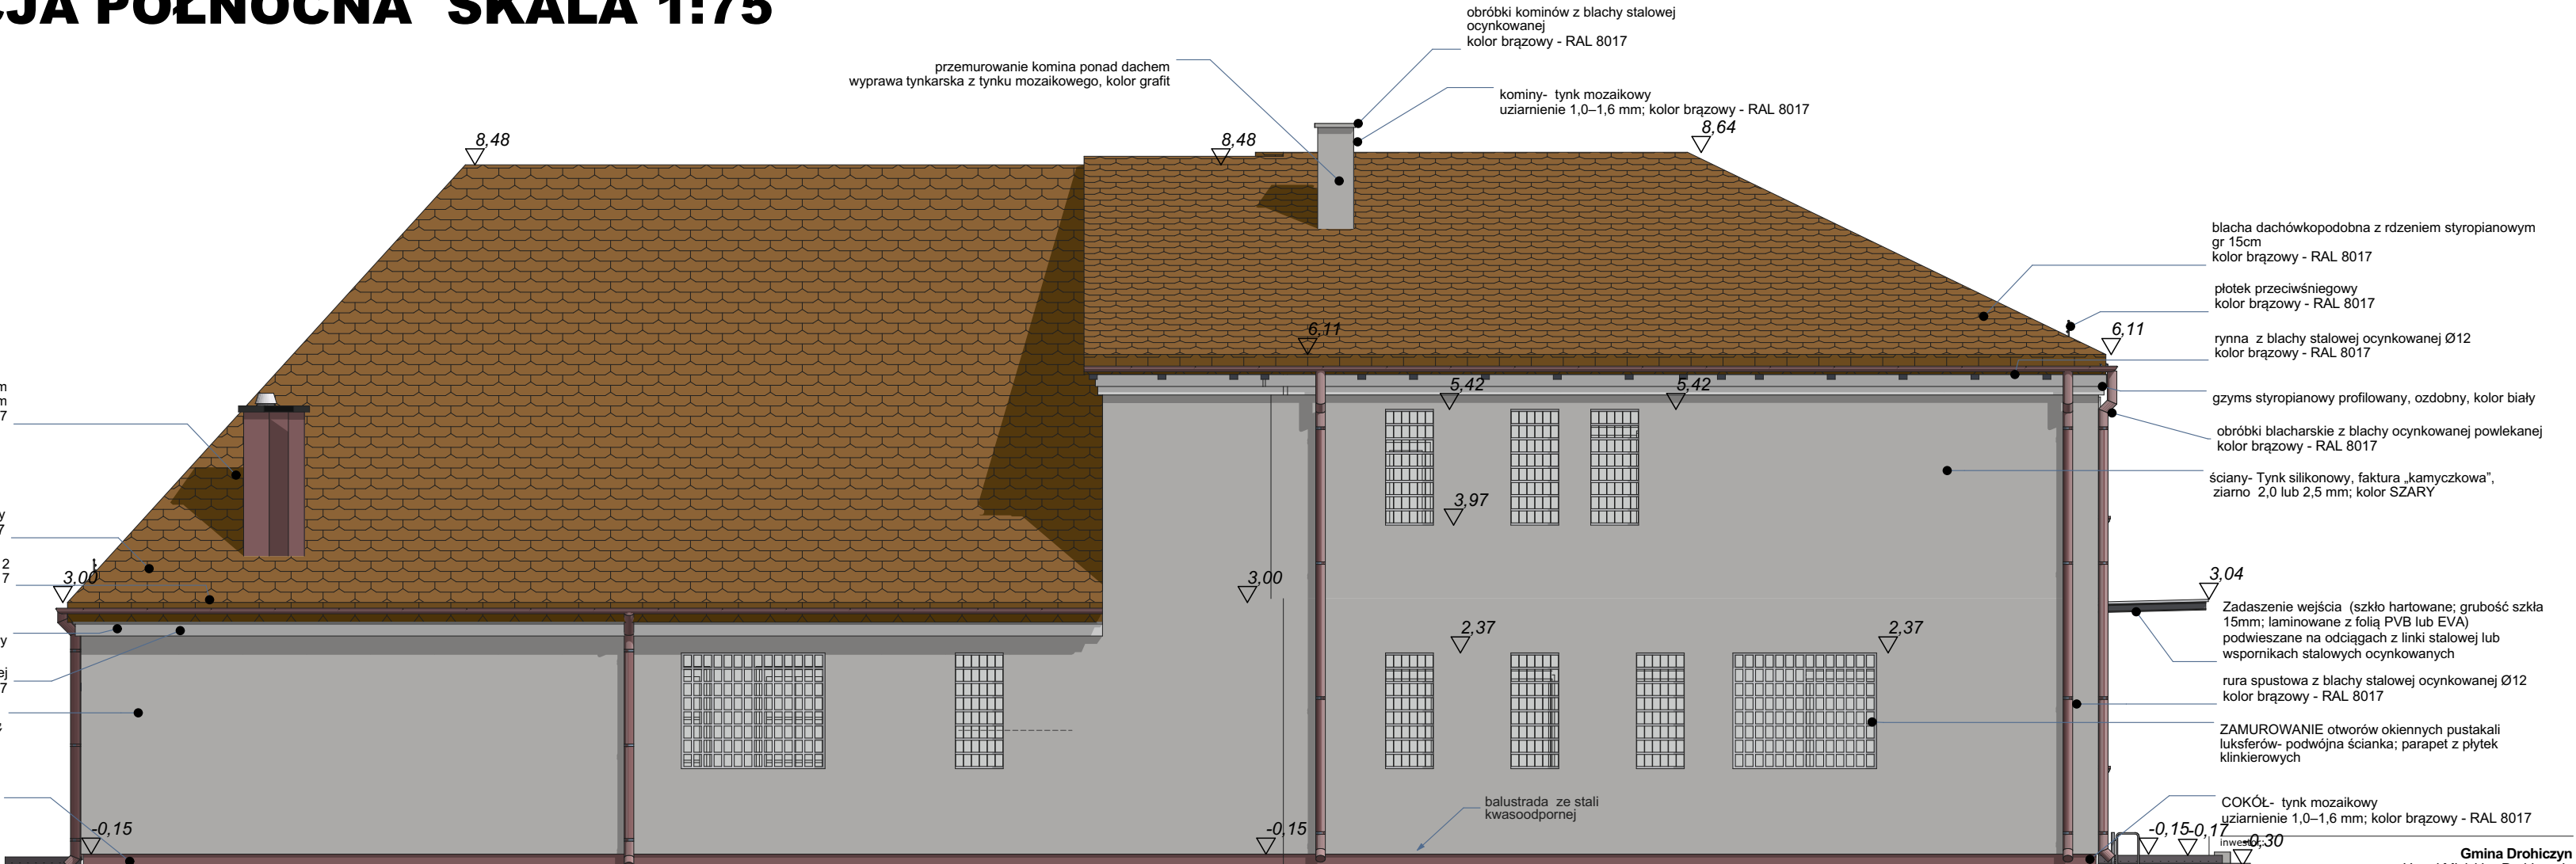 CJA PÓŁNOCNA SKALA 1:75
obróbki kominów z blachy stalowej
ocynkowanej
kolor brązowy - RAL 8017
przemurowanie komina ponad dachem
wyprawa tynkarska z tynku mozaikowego, kolor grafit
kominy- tynk mozaikowy
uziarnienie 1,0–1,6 mm; kolor brązowy - RAL 8017
8,48
8,48
8,64
blacha dachówkopodobna z rdzeniem styropianowym
gr 15cm
kolor brązowy - RAL 8017
płotek przeciwśniegowy
kolor brązowy - RAL 8017
6,11
6,11
rynna z blachy stalowej ocynkowanej Ø12
kolor brązowy - RAL 8017
5,42
5,42
gzyms styropianowy profilowany, ozdobny, kolor biały
obróbki blacharskie z blachy ocynkowanej powlekanej
kolor brązowy - RAL 8017
ściany- Tynk silikonowy, faktura „kamyczkowa”,
ziarno 2,0 lub 2,5 mm; kolor SZARY
3,97
m
m
7
y
7
2
7
3,00
3,00
3,04
Zadaszenie wejścia (szkło hartowane; grubość szkła
15mm; laminowane z folią PVB lub EVA)
podwieszane na odciągach z linki stalowej lub
wspornikach stalowych ocynkowanych
y
ej
7
2,37
2,37
rura spustowa z blachy stalowej ocynkowanej Ø12
kolor brązowy - RAL 8017
ZAMUROWANIE otworów okiennych pustakali
luksferów- podwójna ścianka; parapet z płytek
klinkierowych
balustrada ze stali
kwasoodpornej
COKÓŁ- tynk mozaikowy
uziarnienie 1,0–1,6 mm; kolor brązowy - RAL 8017
-0,15
-0,15
-0,15
-0,17
-0,30
Gmina Drohiczyn